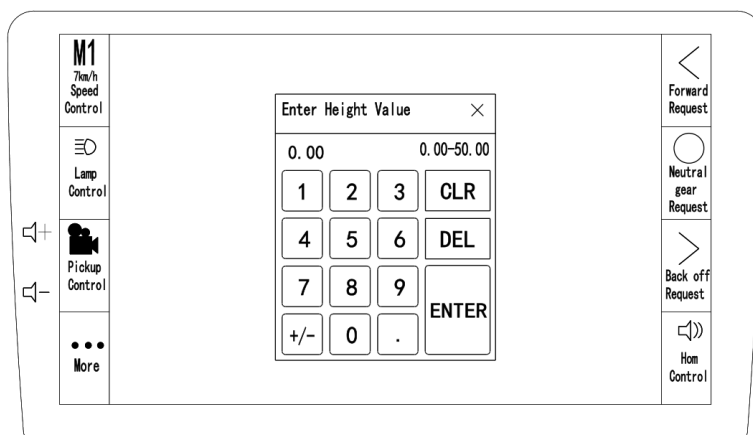 M1
7km/h
Speed
Control
Lamp
Control
Pickup
Control
More
Enter Height Value ×
0.00 0.00-50.00
1 2 3 CLR
4 5 6 DEL
7 8 9
ENTER
+/- 0 .
Forward
Request
Neutral
gear
Request
Back off
Request
Hom
Control